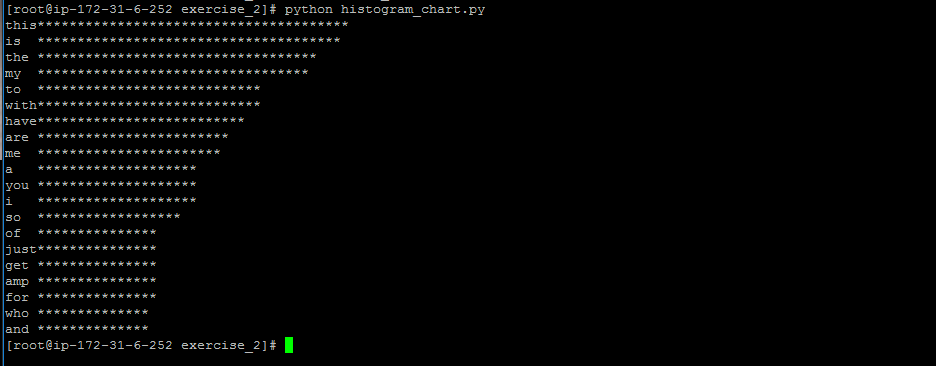 [root@ip-172-31-6-252 exercise_2]# python histogram_chart.py
this***************************************
is  **************************************
the ***********************************
my  **********************************
to  ****************************
with****************************
have**************************
are ************************
me  ***********************
a   ********************
you ********************
i   ********************
so  ******************
of  ***************
just***************
get ***************
amp ***************
for ***************
who **************
and **************
[root@ip-172-31-6-252 exercise_2]#